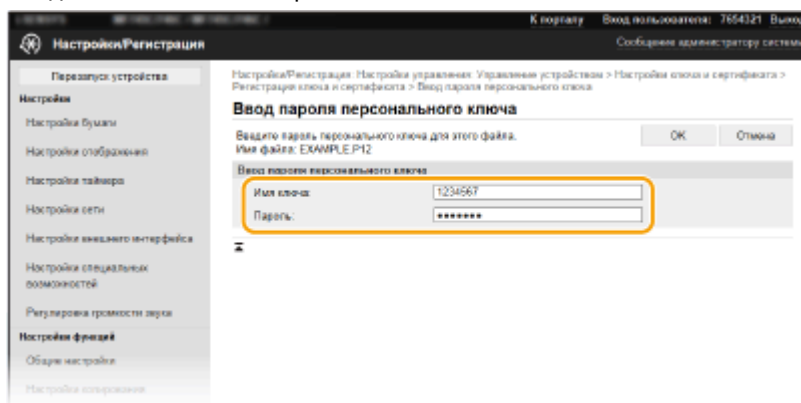 К порталу Вход пользователя: 7654321
Настройки/Регистрация
Сообщение администратору
Перезапуск устройства
Настройки/Регистрация: Настройки управления: Управление устройством > Настройки ключа и сертификата >
Регистрация ключа и сертификата > Ввод пароля персонального ключа
Настройки
Ввод пароля персонального ключа
Настройки бумаги
Введите пароль персонального ключа для этого файла.
OK Отмена
Имя файла: EXAMPLE.P12
Настройки отображения
Ввод пароля персонального ключа
Настройки таймера
Имя ключа: 1234567
Настройки сети
Пароль: •••••••
Настройки внешнего интерфейса
Настройки специальных
возможностей
Регулировка громкости звука
Настройки функций
Общие настройки
Настройки копирования